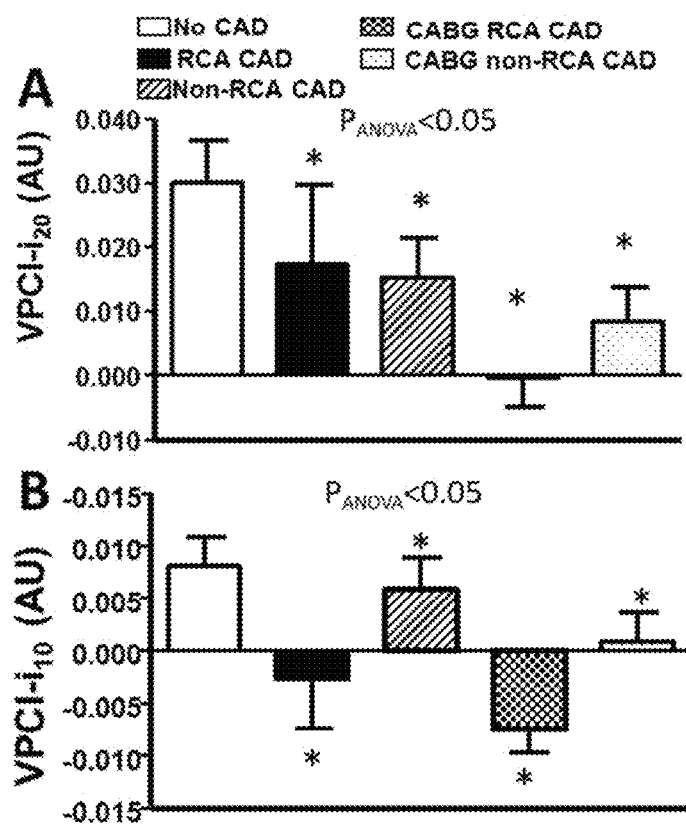 No CAD
CABG RCA CAD
RCA CAD
CABG non-RCA CAD
Non-RCA CAD
A
P_ANOVA<0.05
VPCI-i₂₀ (AU)
0.040
*
0.030
*
0.020
*
*
0.010
0.000
-0.010
B
P_ANOVA<0.05
VPCI-i₁₀ (AU)
-0.015
*
0.010
*
0.005
0.000
-0.005
*
-0.010
*
-0.015